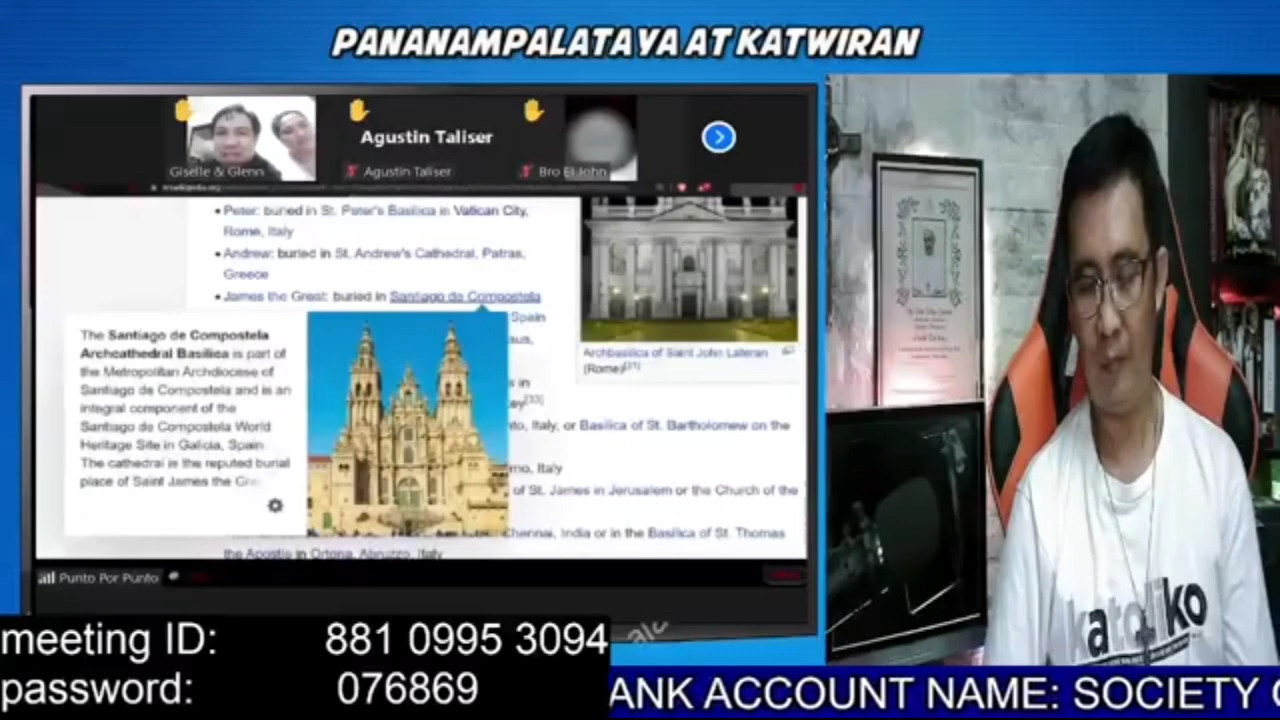 PANANAMPALATAYA AT KATWIRAN
Agustin Taliser
Giselle & Glenn
Agustin Taliser
Bro El John
Peter: buried in St. Peter's Basilica in Vatican City,
Rome, Italy
Andrew: buried in St. Andrew's Cathedral, Patras,
Greece
James the Great: buried in Santiago de Compostela
Spain
The Santiago de Compostela
Archcathedral Basilica is part of
the Metropolitan Archdiocese of
Santiago de Compostela and is an
integral component of the
Santiago de Compostela World
Heritage Site in Galicia, Spain
The cathedral is the reputed burial
place of Saint James the Gre
Archbasilica of Saint John Lateran
(Rome)
s in
Italy, or Basilica of St. Bartholomew on the
Italy
of St. James in Jerusalem or the Church of the
Chennai, India or in the Basilica of St. Thomas
the Apostle in Ortona, Abruzzo, Italy
Punto Por Punto
meeting ID: 881 0995 3094
password: 076869
katoliko
ANK ACCOUNT NAME: SOCIETY